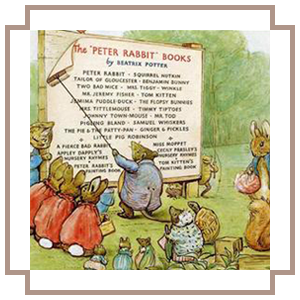 The "PETER RABBIT" BOOKS
by BEATRIX POTTER
PETER RABBIT · SQUIRREL NUTKIN
TAILOR OF GLOUCESTER · BENJAMIN BUNNY
TWO BAD MICE · MRS. TIGGY-WINKLE
MR. JEREMY FISHER · TOM KITTEN
JEMIMA PUDDLE-DUCK · THE FLOPSY BUNNIES
MRS TITTLEMOUSE · TIMMY TIPTOES
JOHNNY TOWN-MOUSE · MR. TOD
PIGLING BLAND · SAMUEL WHISKERS
THE PIE & THE PATTY-PAN · GINGER & PICKLES
LITTLE PIG ROBINSON
A FIERCE BAD RABBIT
APPLEY DAPPLY'S
NURSERY RHYMES
PETER RABBIT'S
PAINTING BOOK
MISS MOPPET
CECILY PARSLEY'S
NURSERY RHYMES
TOM KITTEN'S
PAINTING BOOK